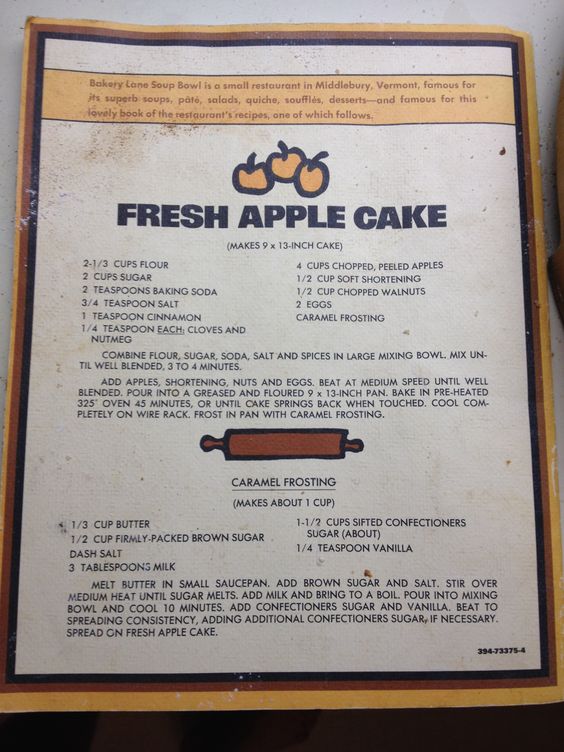 Bakery Lane Soup Bowl is a small restaurant in Middlebury, Vermont, famous for
its superb soups, pâté, salads, quiche, soufflés, desserts—and famous for this
lovely book of the restaurant's recipes, one of which follows.
FRESH APPLE CAKE
(MAKES 9 x 13-INCH CAKE)
2-1/3 CUPS FLOUR
2 CUPS SUGAR
2 TEASPOONS BAKING SODA
3/4 TEASPOON SALT
1 TEASPOON CINNAMON
1/4 TEASPOON EACH: CLOVES AND
NUTMEG
4 CUPS CHOPPED, PEELED APPLES
1/2 CUP SOFT SHORTENING
1/2 CUP CHOPPED WALNUTS
2 EGGS
CARAMEL FROSTING
COMBINE FLOUR, SUGAR, SODA, SALT AND SPICES IN LARGE MIXING BOWL. MIX UN-
TIL WELL BLENDED, 3 TO 4 MINUTES.
ADD APPLES, SHORTENING, NUTS AND EGGS. BEAT AT MEDIUM SPEED UNTIL WELL
BLENDED. POUR INTO A GREASED AND FLOURED 9 x 13-INCH PAN. BAKE IN PRE-HEATED
325° OVEN 45 MINUTES, OR UNTIL CAKE SPRINGS BACK WHEN TOUCHED. COOL COM-
PLETELY ON WIRE RACK. FROST IN PAN WITH CARAMEL FROSTING.
CARAMEL FROSTING
(MAKES ABOUT 1 CUP)
1/3 CUP BUTTER
1/2 CUP FIRMLY-PACKED BROWN SUGAR
DASH SALT
3 TABLESPOONS MILK
1-1/2 CUPS SIFTED CONFECTIONERS
SUGAR (ABOUT)
1/4 TEASPOON VANILLA
MELT BUTTER IN SMALL SAUCEPAN. ADD BROWN SUGAR AND SALT. STIR OVER
MEDIUM HEAT UNTIL SUGAR MELTS. ADD MILK AND BRING TO A BOIL. POUR INTO MIXING
BOWL AND COOL 10 MINUTES. ADD CONFECTIONERS SUGAR AND VANILLA. BEAT TO
SPREADING CONSISTENCY, ADDING ADDITIONAL CONFECTIONERS SUGAR, IF NECESSARY.
SPREAD ON FRESH APPLE CAKE.
394-73375-4